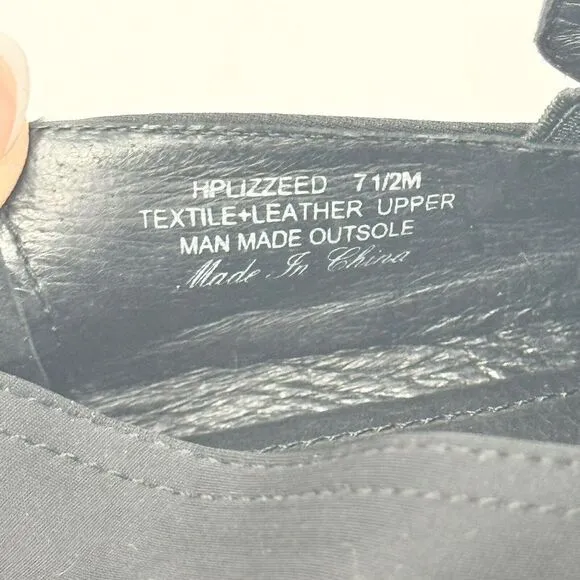 HPLIZZEED 7 1/2M
TEXTILE+LEATHER UPPER
MAN MADE OUTSOLE
Made In China